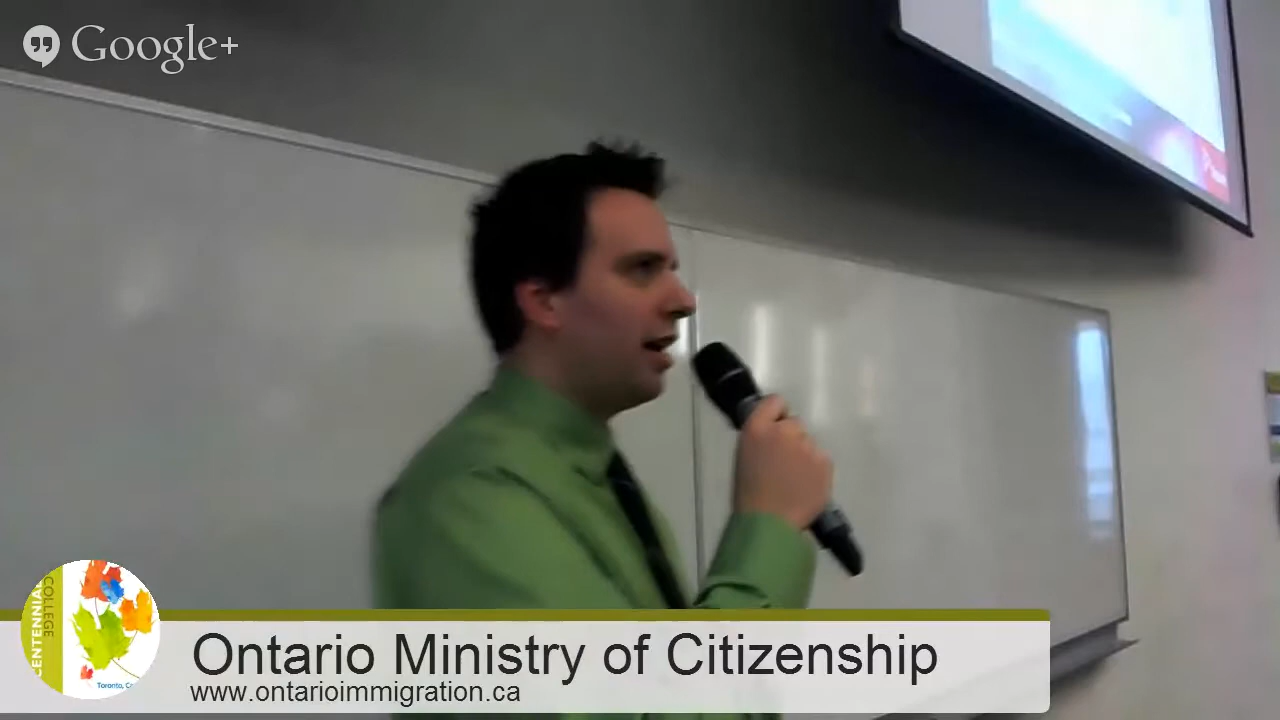 Google+
CENTENNIAL
COLLEGE
Ontario Ministry of Citizenship
www.ontarioimmigration.ca